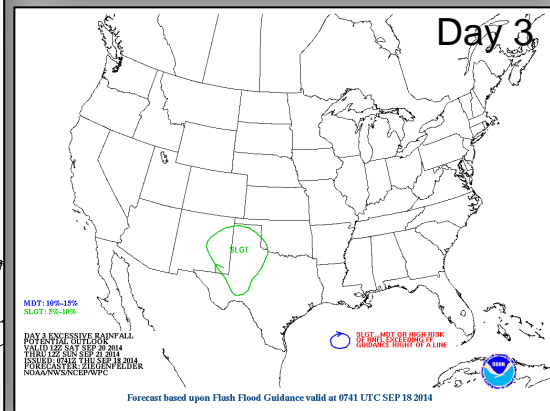 Day 3
SLGT
MDT: 10%-15%
SLGT: 5%-10%
DAY 3 EXCESSIVE RAINFALL
POTENTIAL OUTLOOK
VALID 12Z SAT SEP 20 2014
THRU 12Z SUN SEP 21 2014
ISSUED: 0741Z THU SEP 18 2014
FORECASTER: ZIEGENFELDER
NOAA/NWS/NCEP/WPC
SLGT, MDT OR HIGH RISK
OF RNFL EXCEEDING FF
GUIDANCE RIGHT OF A LINE
NOAA
Forecast based upon Flash Flood Guidance valid at 0741 UTC SEP 18 2014